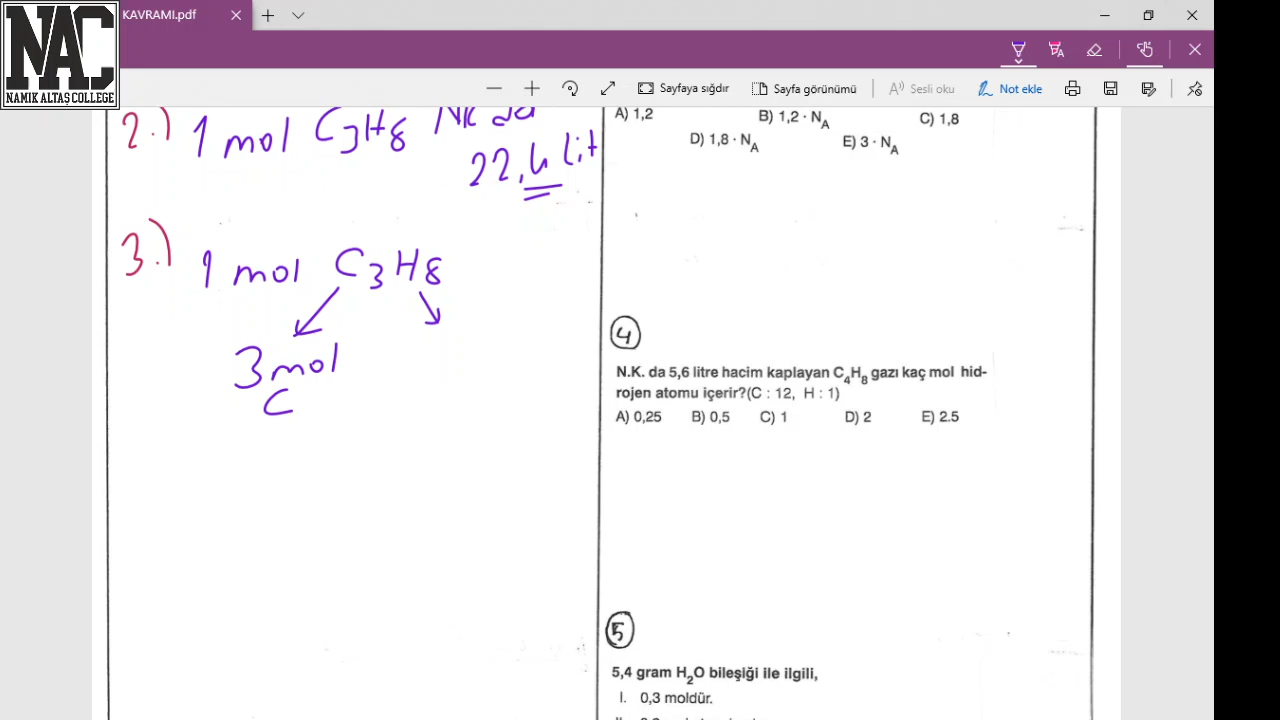 NAC
NAMIK ALTAŞ COLLEGE
KAVRAMI.pdf
Sayfaya sığdır
Sayfa görünümü
Sesli oku
Not ekle
2.) 1 mol C3H8 NK da
22,4 lit
3.) 1 mol C3H8
3 mol
C
A) 1,2 B) 1,2 · NA C) 1,8
D) 1,8 · NA E) 3 · NA
4
N.K. da 5,6 litre hacim kaplayan C4H8 gazı kaç mol hid-
rojen atomu içerir?(C : 12, H : 1)
A) 0,25 B) 0,5 C) 1 D) 2 E) 2.5
5
5,4 gram H2O bileşiği ile ilgili,
I. 0,3 moldür.